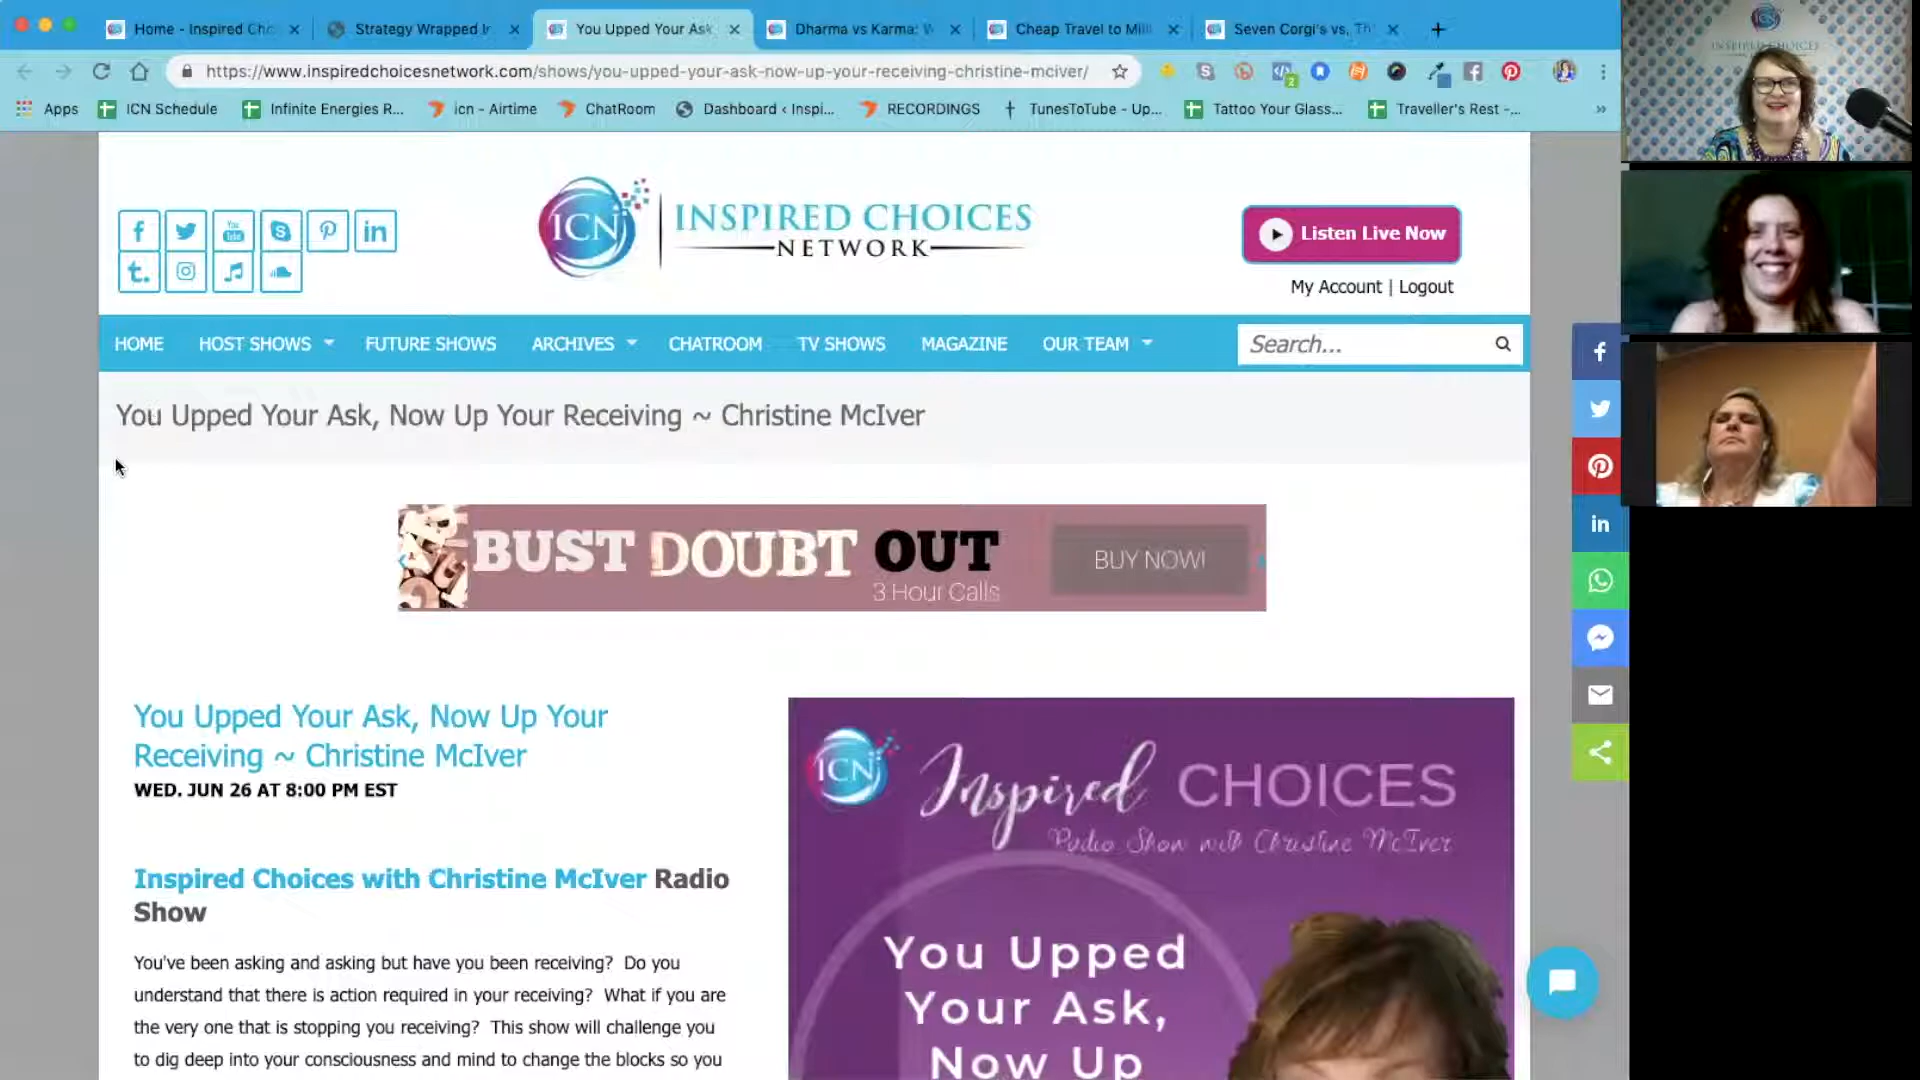 Home - Inspired Cho
Strategy Wrapped In
You Upped Your Ask
Dharma vs Karma: W
Cheap Travel to Milli
Seven Corgi's vs. Th
https://www.inspiredchoicesnetwork.com/shows/you-upped-your-ask-now-up-your-receiving-christine-mciver/
2
Apps
ICN Schedule
Infinite Energies R...
icn - Airtime
ChatRoom
Dashboard ‹ Inspi...
RECORDINGS
TunesToTube - Up...
Tattoo Your Glass...
Traveller's Rest -...
»
ICN
INSPIRED CHOICES
NETWORK
Listen Live Now
My Account | Logout
HOME
HOST SHOWS
FUTURE SHOWS
ARCHIVES
CHATROOM
TV SHOWS
MAGAZINE
OUR TEAM
Search...
You Upped Your Ask, Now Up Your Receiving ~ Christine McIver
BUST DOUBT OUT
3 Hour Calls
BUY NOW!
You Upped Your Ask, Now Up Your
Receiving ~ Christine McIver
WED. JUN 26 AT 8:00 PM EST
Inspired Choices with Christine McIver Radio
Show
You've been asking and asking but have you been receiving? Do you
understand that there is action required in your receiving? What if you are
the very one that is stopping you receiving? This show will challenge you
to dig deep into your consciousness and mind to change the blocks so you
ICN
Inspired CHOICES
Radio Show with Christine McIver
You Upped
Your Ask,
Now Up
ICN
INSPIRED CHOICES